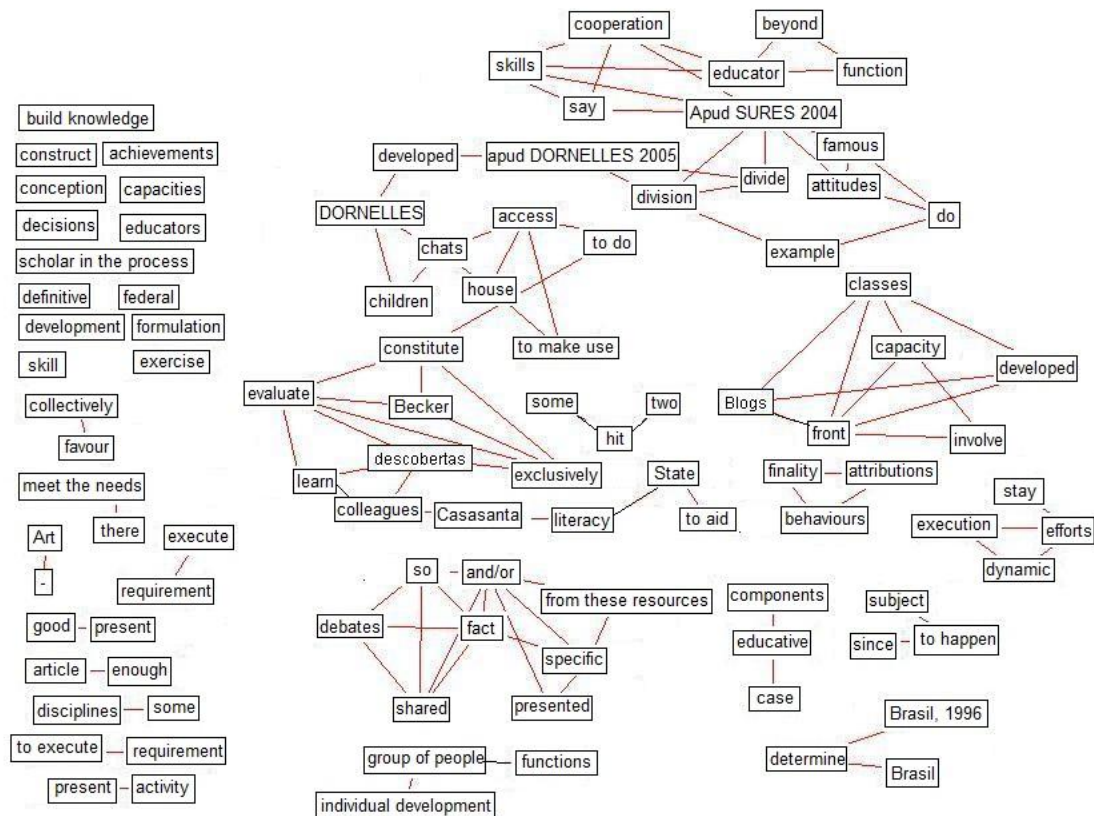 cooperation
beyond
skills
educator
function
say
Apud SURES 2004
build knowledge
construct
achievements
developed
apud DORNELLES 2005
famous
conception
capacities
division
divide
attitudes
decisions
educators
DORNELLES
access
do
chats
to do
example
scholar in the process
definitive
federal
children
house
classes
development
formulation
constitute
to make use
capacity
skill
exercise
developed
evaluate
Becker
some
two
Blogs
collectively
hit
front
involve
favour
descobertas
exclusively
learn
State
finality
attributions
meet the needs
colleagues
Casasanta
literacy
to aid
behaviours
stay
there
execution
efforts
Art
execute
dynamic
-
requirement
so
and/or
from these resources
components
subject
good
present
debates
fact
educative
since
to happen
article
enough
specific
disciplines
some
shared
presented
case
Brasil, 1996
to execute
requirement
group of people
functions
determine
Brasil
present
activity
individual development